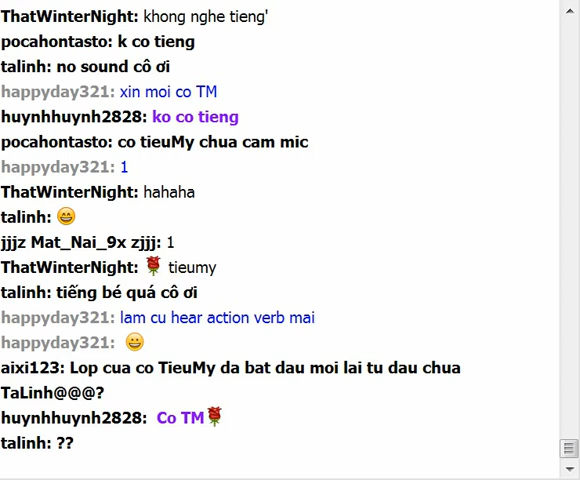 ThatWinterNight: khong nghe tieng'
pocahontasto: k co tieng
talinh: no sound cô ơi
happyday321: xin moi co TM
huynhhuynh2828: ko co tieng
pocahontasto: co tieuMy chua cam mic
happyday321: 1
ThatWinterNight: hahaha
talinh: 😄
jjjz Mat_Nai_9x zjjj: 1
ThatWinterNight: 🌹 tieumy
talinh: tiếng bé quá cô ơi
happyday321: lam cu hear action verb mai
happyday321: 😀
aixi123: Lop cua co TieuMy da bat dau moi lai tu dau chua
TaLinh@@@?
huynhhuynh2828: Co TM🌹
talinh: ??